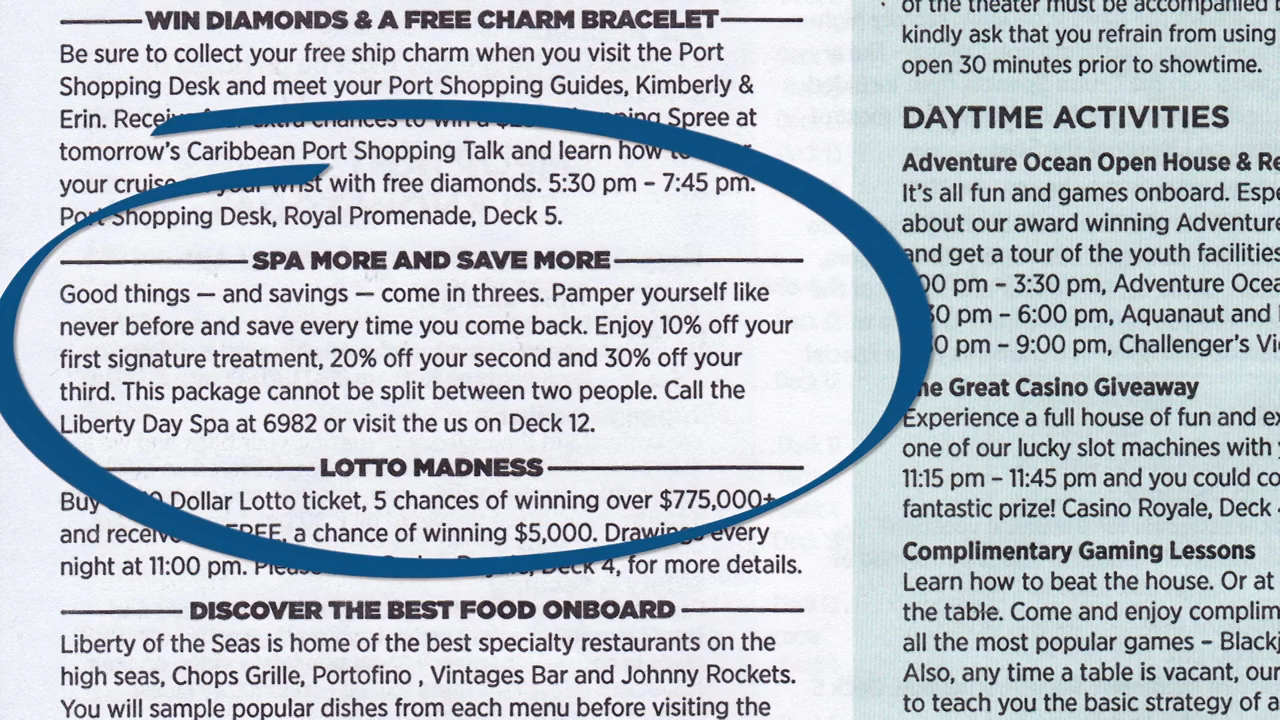 WIN DIAMONDS & A FREE CHARM BRACELET
Be sure to collect your free ship charm when you visit the Port
Shopping Desk and meet your Port Shopping Guides, Kimberly &
Erin. extra chances to win a Spree at
tomorrow's Caribbean Port Shopping Talk and learn how
your cruise your wrist with free diamonds. 5:30 pm – 7:45 pm.
Port Shopping Desk, Royal Promenade, Deck 5.
SPA MORE AND SAVE MORE
Good things — and savings — come in threes. Pamper yourself like
never before and save every time you come back. Enjoy 10% off your
first signature treatment, 20% off your second and 30% off your
third. This package cannot be split between two people. Call the
Liberty Day Spa at 6982 or visit the us on Deck 12.
LOTTO MADNESS
Buy Dollar Lotto ticket, 5 chances of winning over $775,000+
and receive FREE, a chance of winning $5,000. Drawings every
night at 11:00 pm. Please Deck 4, for more details.
DISCOVER THE BEST FOOD ONBOARD
Liberty of the Seas is home of the best specialty restaurants on the
high seas, Chops Grille, Portofino , Vintages Bar and Johnny Rockets.
You will sample popular dishes from each menu before visiting the
of the theater must be accompanied
kindly ask that you refrain from using
open 30 minutes prior to showtime.
DAYTIME ACTIVITIES
Adventure Ocean Open House &
It's all fun and games onboard.
about our award winning Adventure
and get a tour of the youth facilities
00 pm – 3:30 pm, Adventure
30 pm – 6:00 pm, Aquanaut and
pm – 9:00 pm, Challenger's
The Great Casino Giveaway
Experience a full house of fun and
one of our lucky slot machines with
11:15 pm – 11:45 pm and you could
fantastic prize! Casino Royale, Deck
Complimentary Gaming Lessons
Learn how to beat the house. Or at
the table. Come and enjoy
all the most popular games –
Also, any time a table is vacant, our
to teach you the basic strategy of